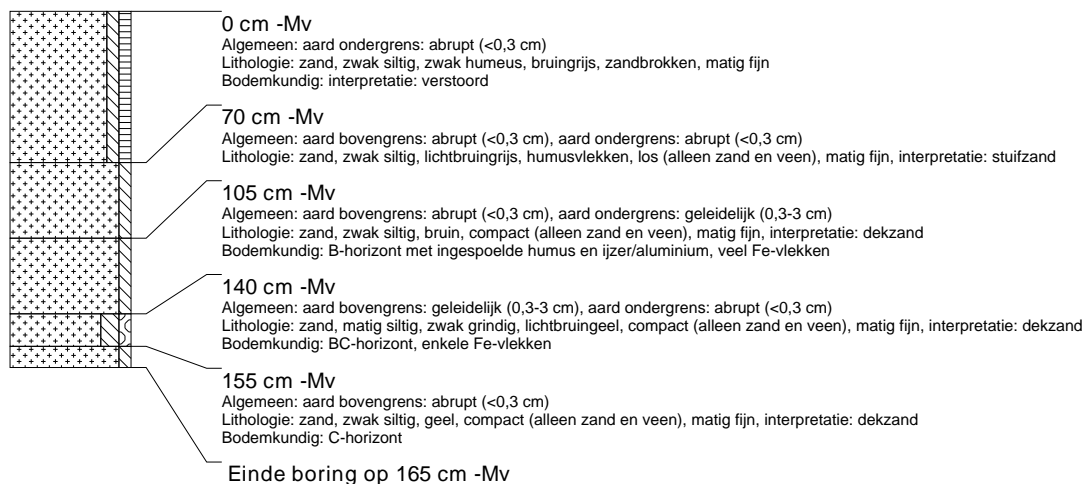 0 cm -Mv
Algemeen: aard ondergrens: abrupt (<0,3 cm)
Lithologie: zand, zwak siltig, zwak humeus, bruingrijs, zandbrokken, matig fijn
Bodemkundig: interpretatie: verstoord
70 cm -Mv
Algemeen: aard bovengrens: abrupt (<0,3 cm), aard ondergrens: abrupt (<0,3 cm)
Lithologie: zand, zwak siltig, lichtbruingrijs, humusvlekken, los (alleen zand en veen), matig fijn, interpretatie: stuifzand
105 cm -Mv
Algemeen: aard bovengrens: abrupt (<0,3 cm), aard ondergrens: geleidelijk (0,3-3 cm)
Lithologie: zand, zwak siltig, bruin, compact (alleen zand en veen), matig fijn, interpretatie: dekzand
Bodemkundig: B-horizont met ingespoelde humus en ijzer/aluminium, veel Fe-vlekken
140 cm -Mv
Algemeen: aard bovengrens: geleidelijk (0,3-3 cm), aard ondergrens: abrupt (<0,3 cm)
Lithologie: zand, matig siltig, zwak grindig, lichtbruingeel, compact (alleen zand en veen), matig fijn, interpretatie: dekzand
Bodemkundig: BC-horizont, enkele Fe-vlekken
155 cm -Mv
Algemeen: aard bovengrens: abrupt (<0,3 cm)
Lithologie: zand, zwak siltig, geel, compact (alleen zand en veen), matig fijn, interpretatie: dekzand
Bodemkundig: C-horizont
Einde boring op 165 cm -Mv